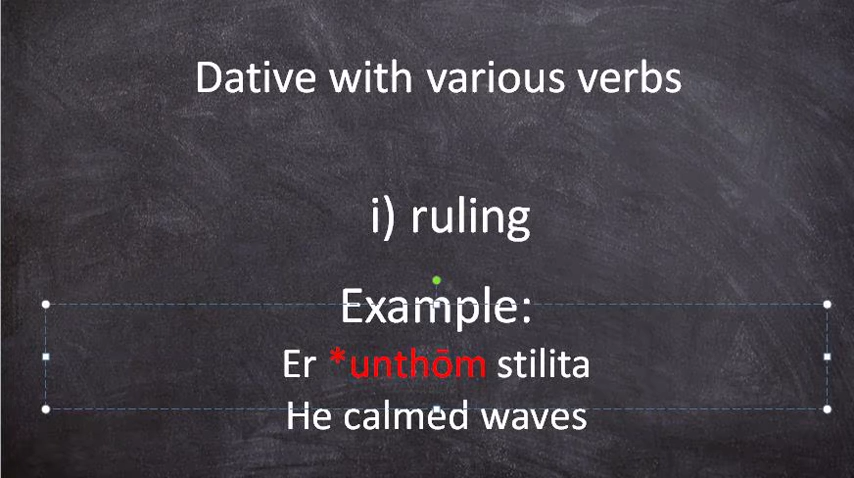 Dative with various verbs
i) ruling
Example:
Er *unthōm stilita
He calmed waves